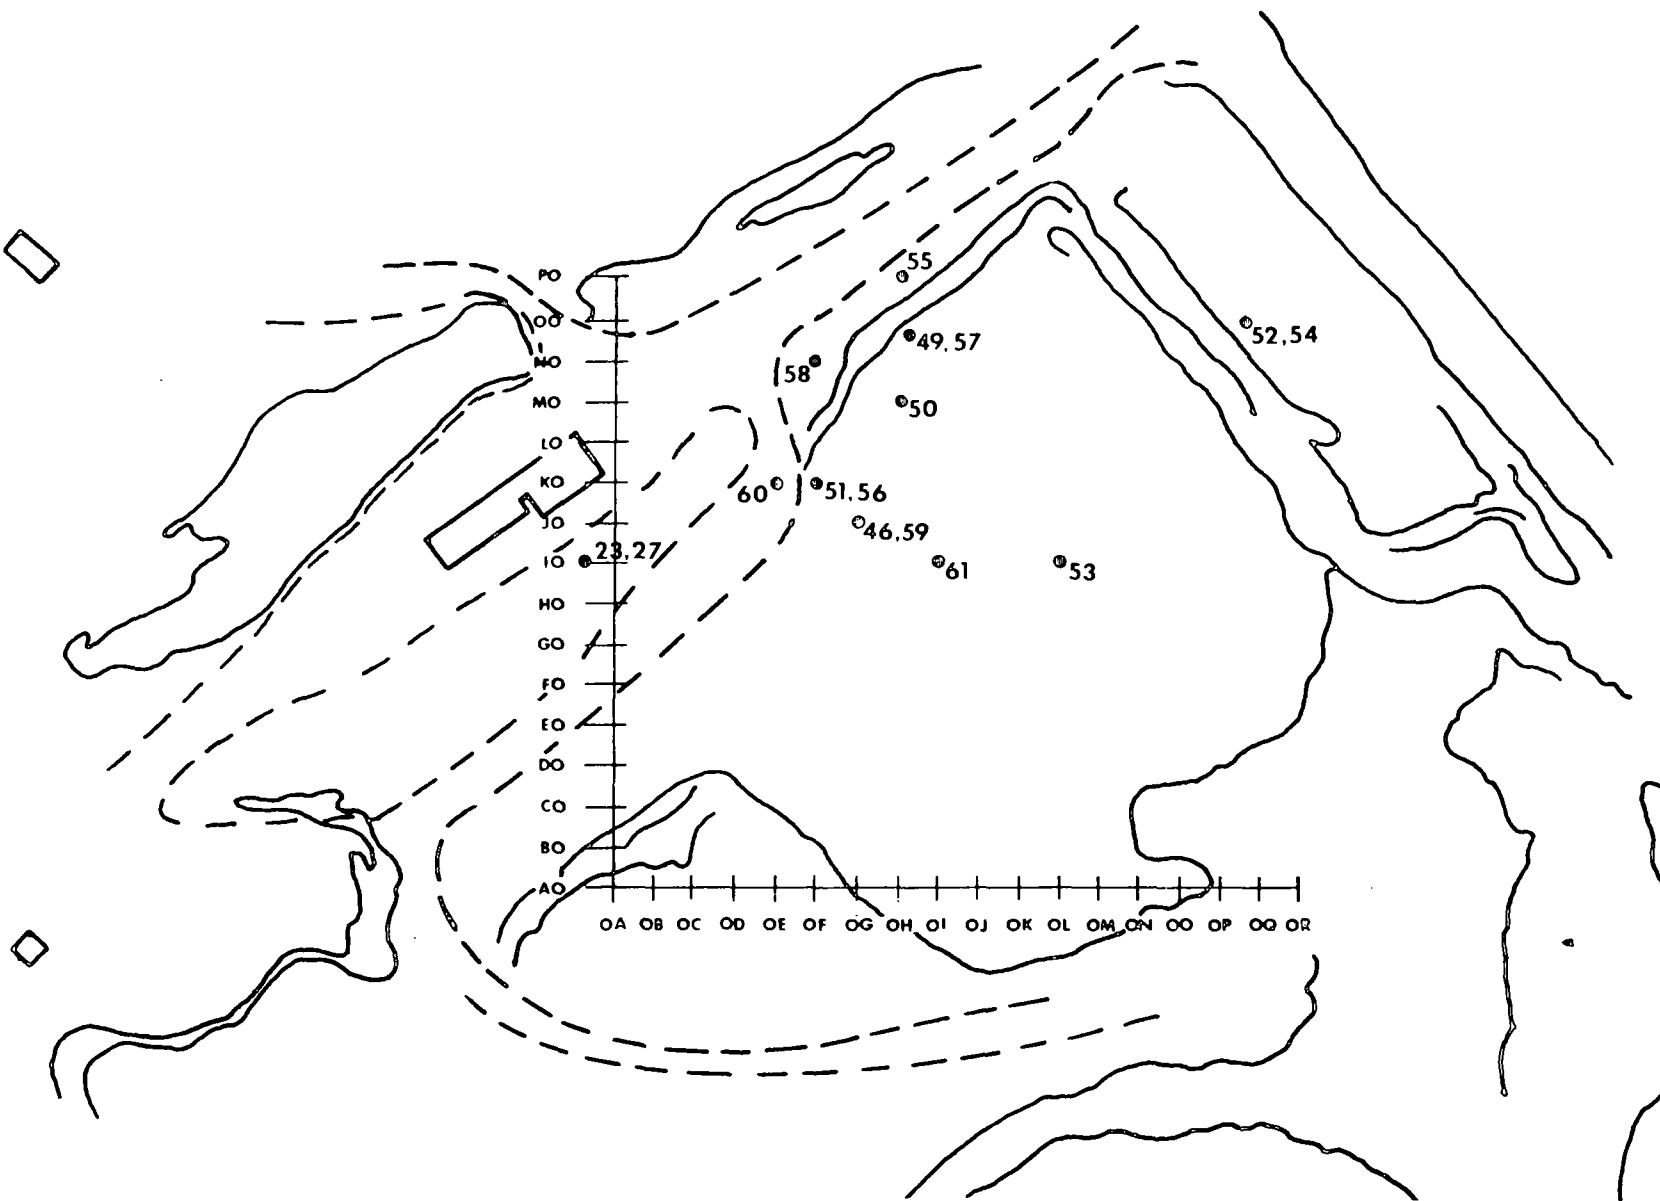 55
PO
OO
49,57
52,54
NO
58
MO
50
LO
KO
60
51,56
JO
46,59
23,27
IO
61
53
HO
GO
FO
EO
DO
CO
BO
AO
OA OB OC OD OE OF OG OH OI OJ OK OL OM ON OO OP OQ OR